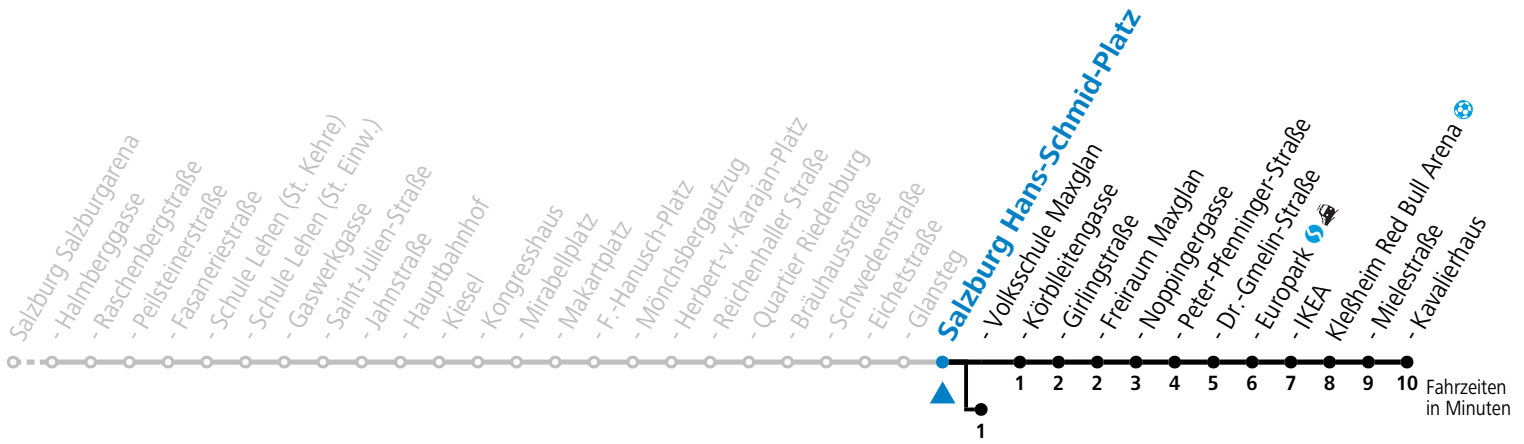 Salzburg Salzburgarena
- Halmberggasse
- Raschenbergstraße
- Peilsteinerstraße
- Fasaneriestraße
- Schule Lehen (St. Kehre)
Schule Lehen (St. Einw.)
- Gaswerkgasse
- Saint-Julien-Straße
- Jahnstraße
- Hauptbahnhof
- Kiesel
- Kongresshaus
- Mirabellplatz
- Makartplatz
- F.-Hanusch-Platz
- Mönchsbergaufzug
- Herbert-v.-Karajan-Platz
- Reichenhaller Straße
- Quartier Riedenburg
- Bräuhausstraße
- Schwedenstraße
- Eichetstraße
- Glansteg
Salzburg Hans-Schmid-Platz
- Volksschule Maxglan
- Körbleitengasse
- Girlingstraße
- Freiraum Maxglan
- Noppingergasse
- Peter-Pfenninger-Straße
- Dr.-Gmelin-Straße
- Europark
- IKEA
Kleßheim Red Bull Arena
- Mielestraße
- Kavalierhaus
1 2 2 3 4 5 6 7 8 9 10 Fahrzeiten
in Minuten
1